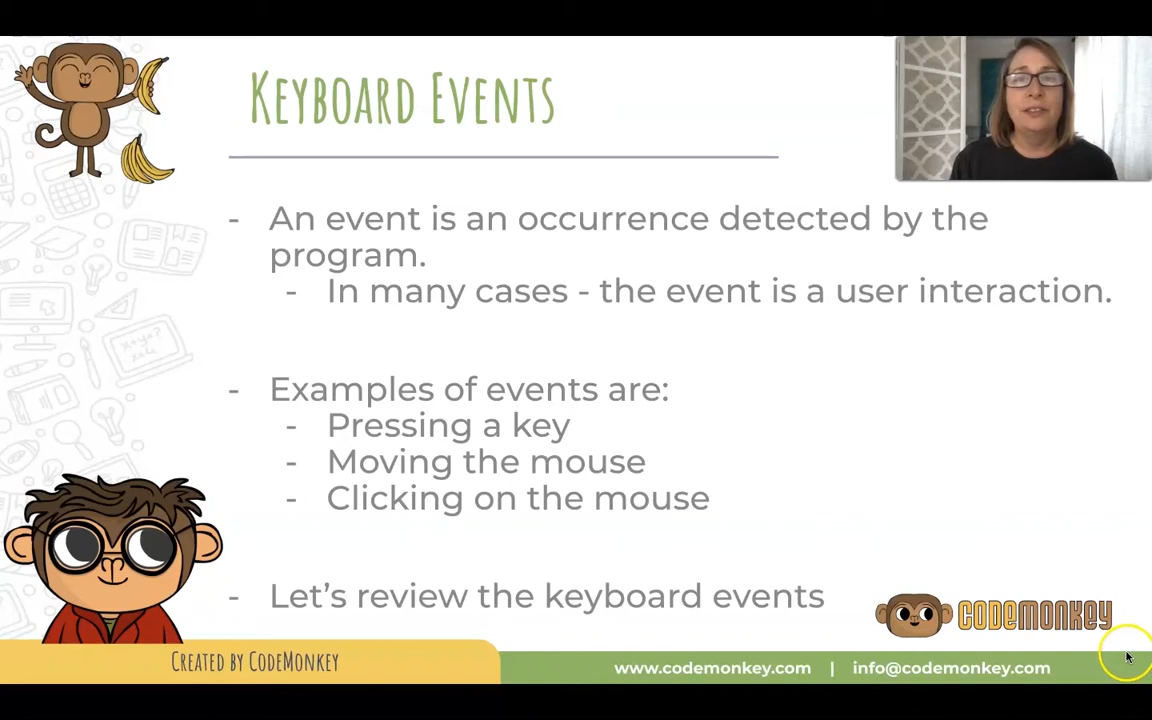 Keyboard Events
- An event is an occurrence detected by the
program.
- In many cases - the event is a user interaction.
- Examples of events are:
- Pressing a key
- Moving the mouse
- Clicking on the mouse
- Let's review the keyboard events
CODEMONKEY
Created by CodeMonkey
www.codemonkey.com | info@codemonkey.com